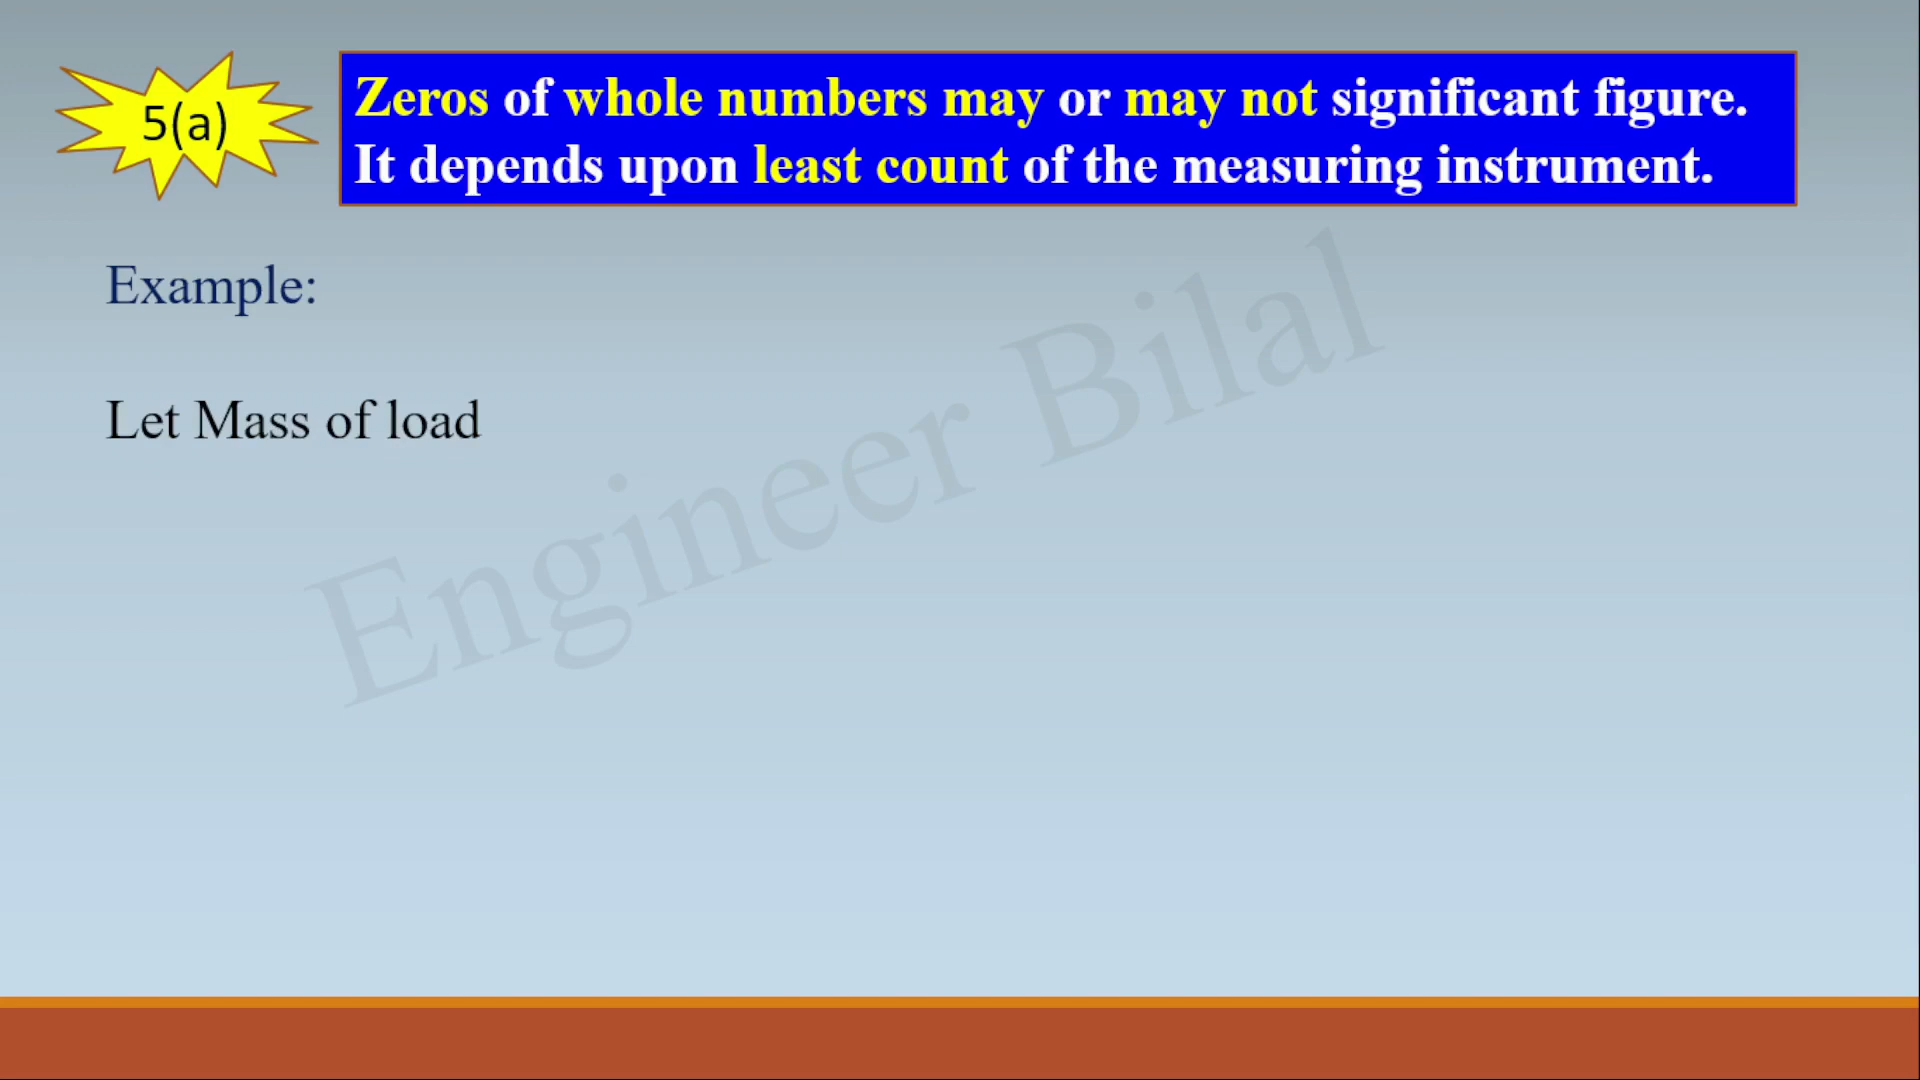 5(a)
Zeros of whole numbers may or may not significant figure.
It depends upon least count of the measuring instrument.
Example:
Let Mass of load
Engineer Bilal